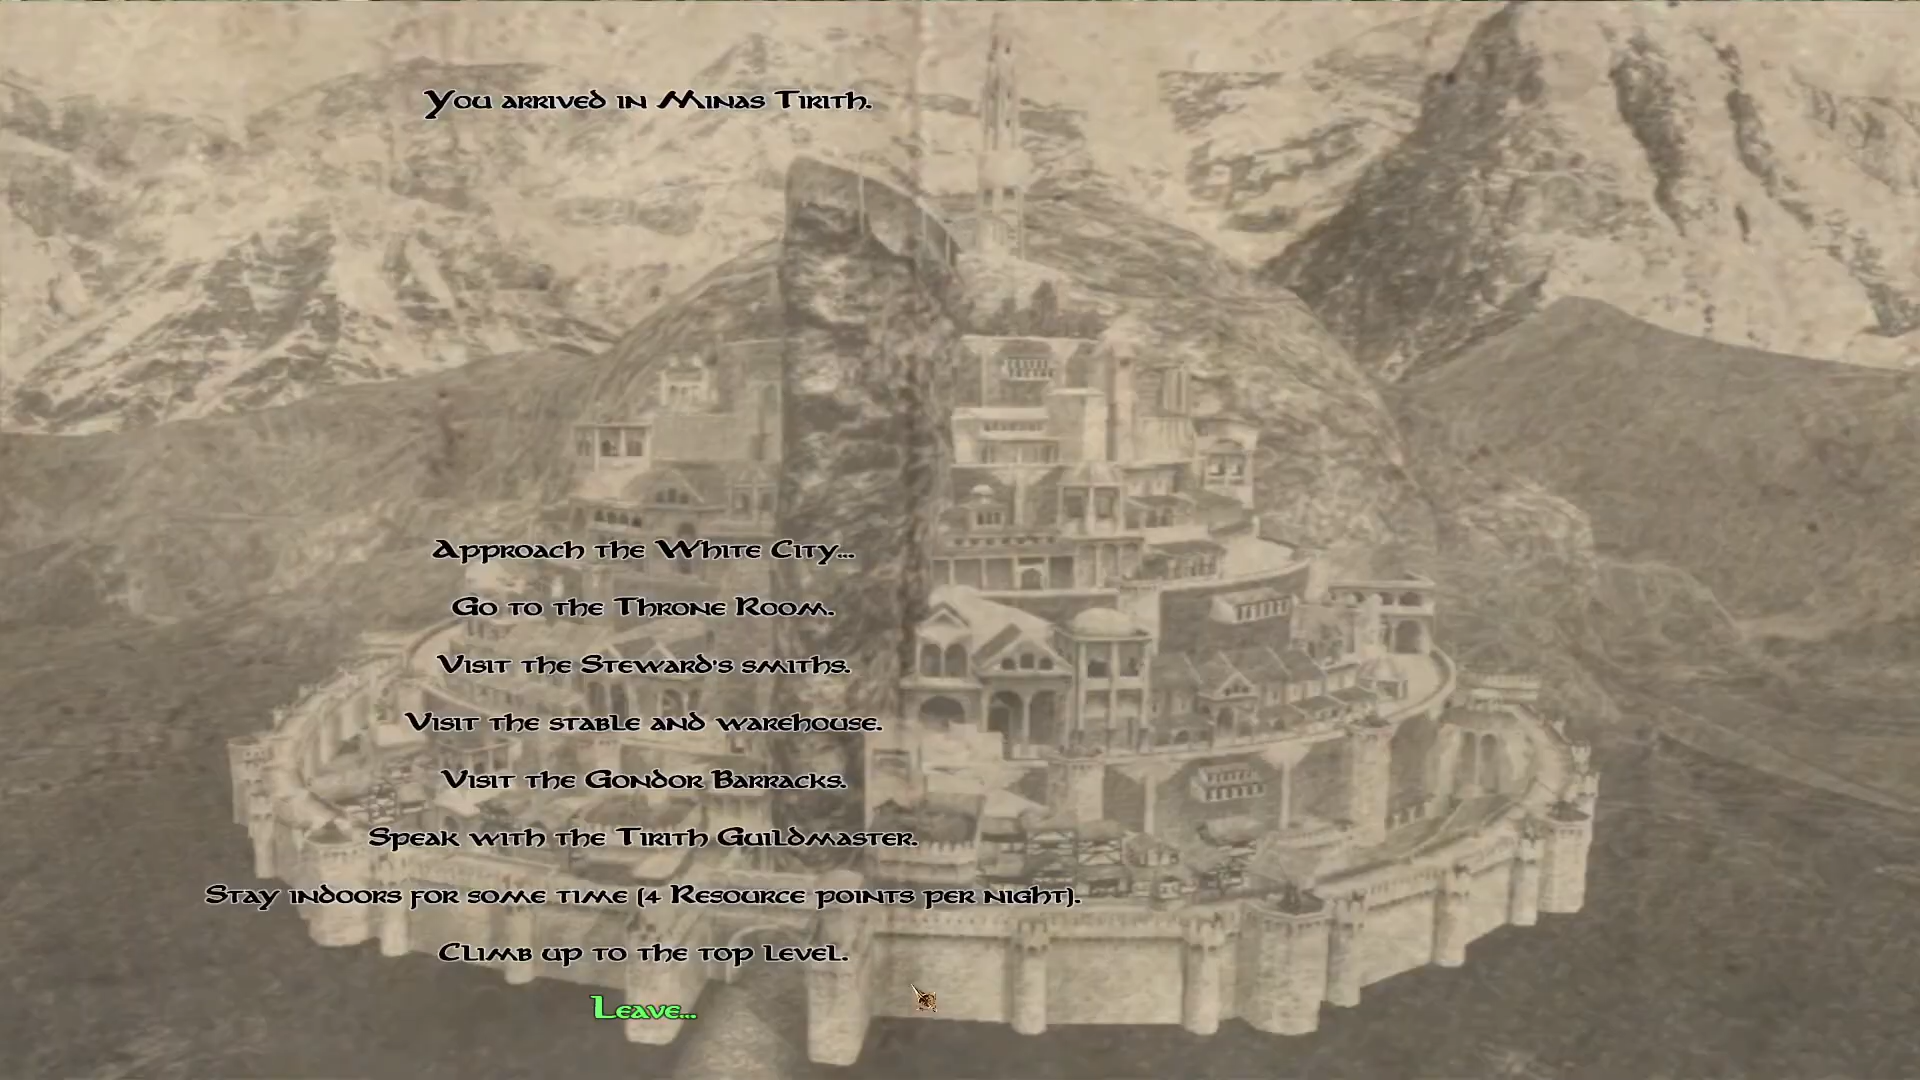 You arrived in Minas Tirith.
Approach the White City...
Go to the Throne Room.
Visit the Steward's smiths.
Visit the stable and warehouse.
Visit the Gondor Barracks.
Speak with the Tirith Guildmaster.
Stay indoors for some time (4 Resource points per night).
Climb up to the top level.
Leave...